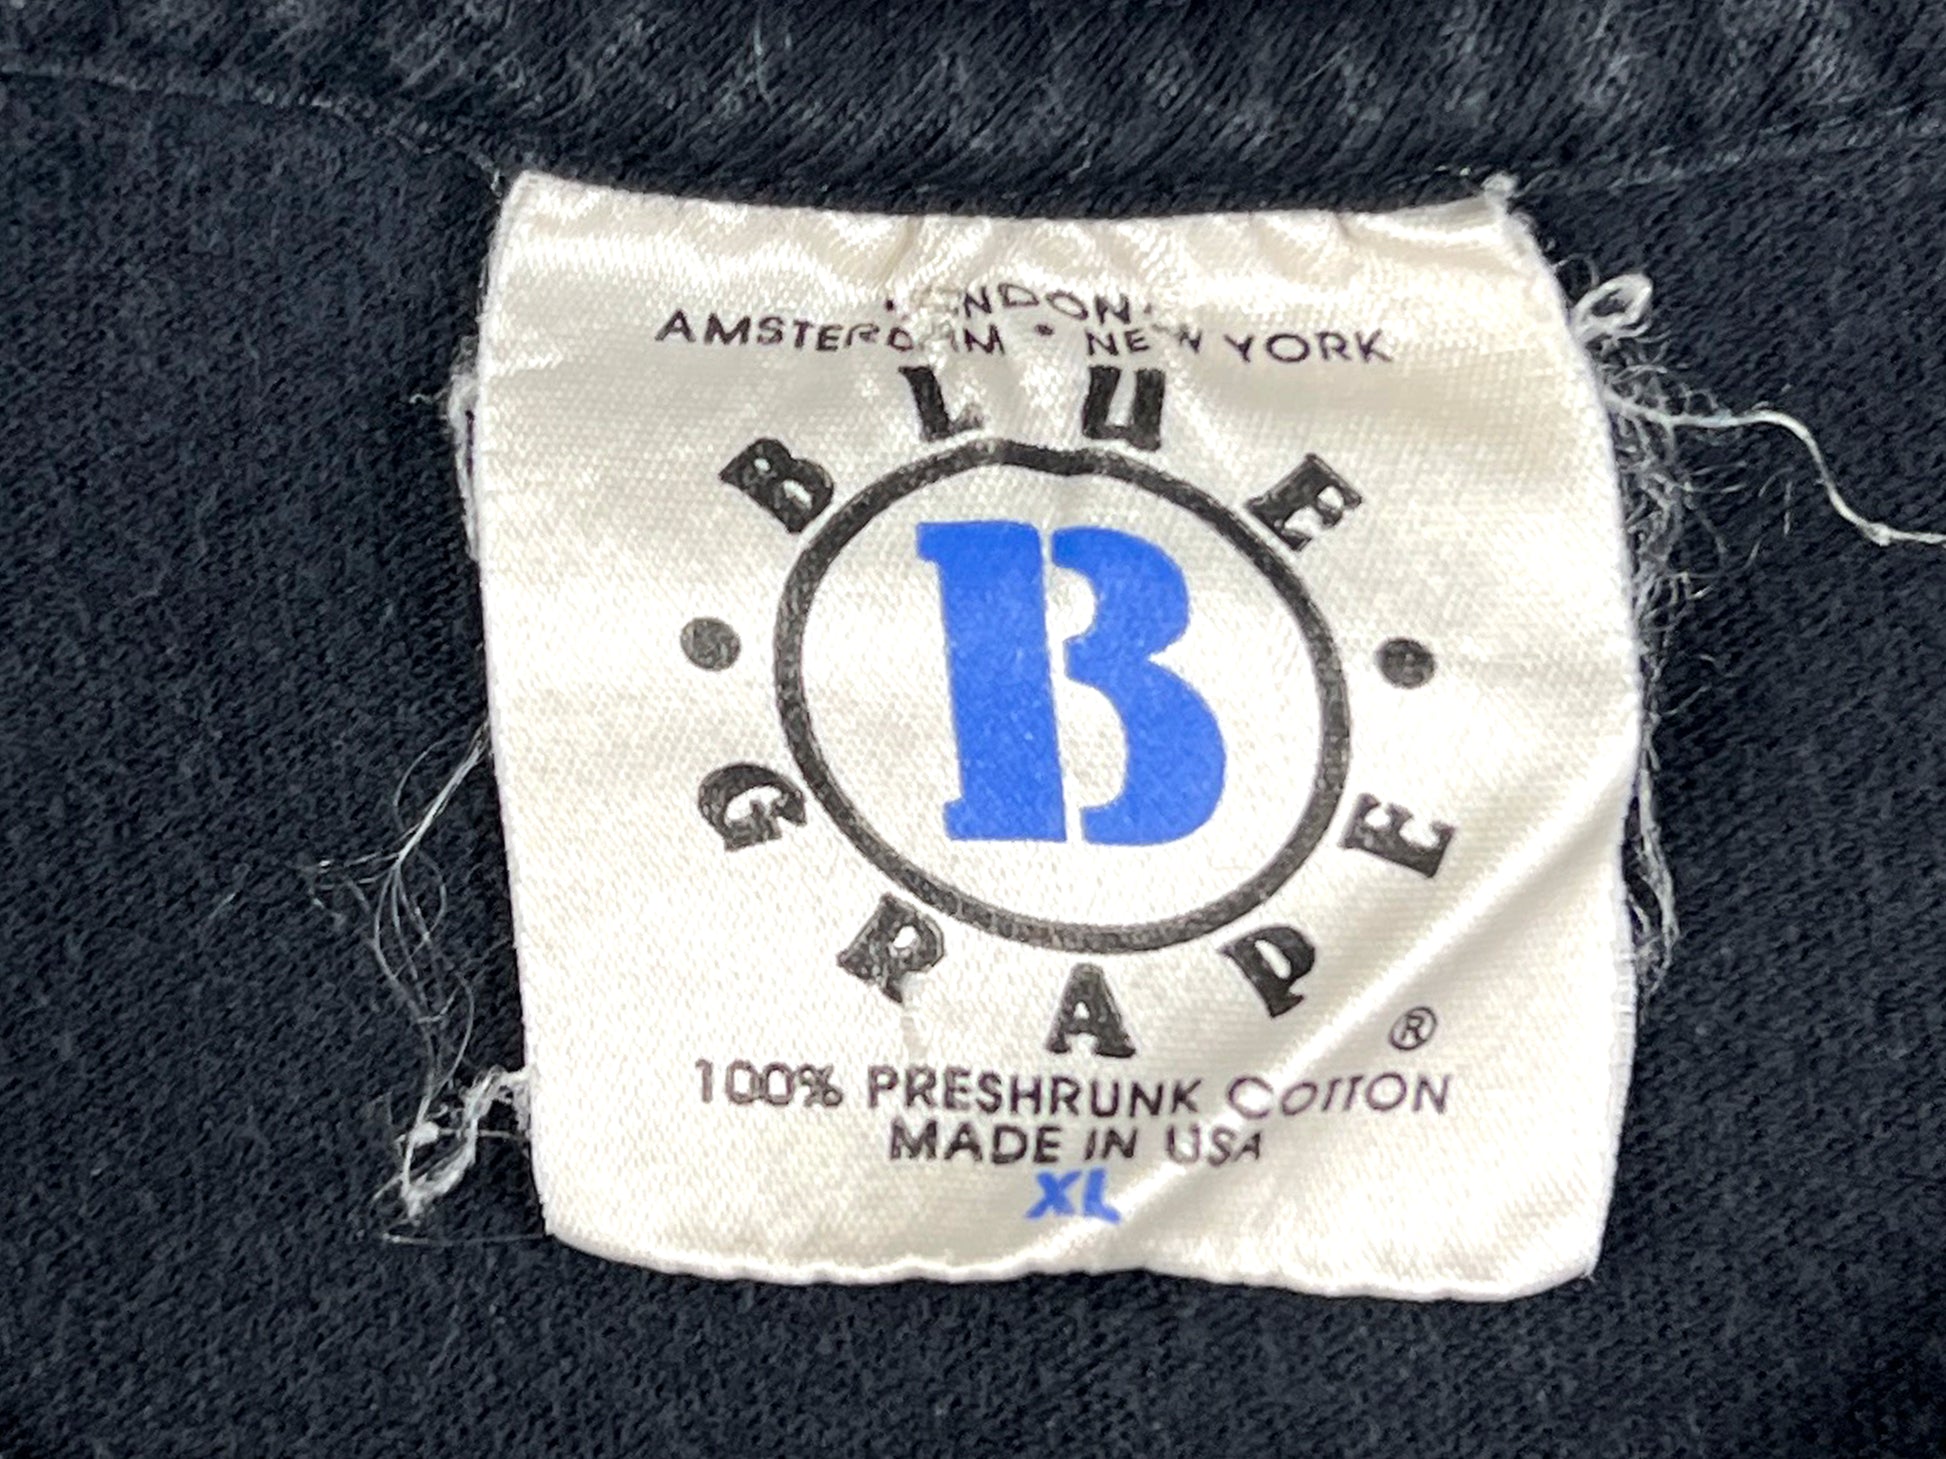 LONDON
AMSTERDAM • NEW YORK
BLUE
B
• GRAPE •
®
100% PRESHRUNK COTTON
MADE IN USA
XL